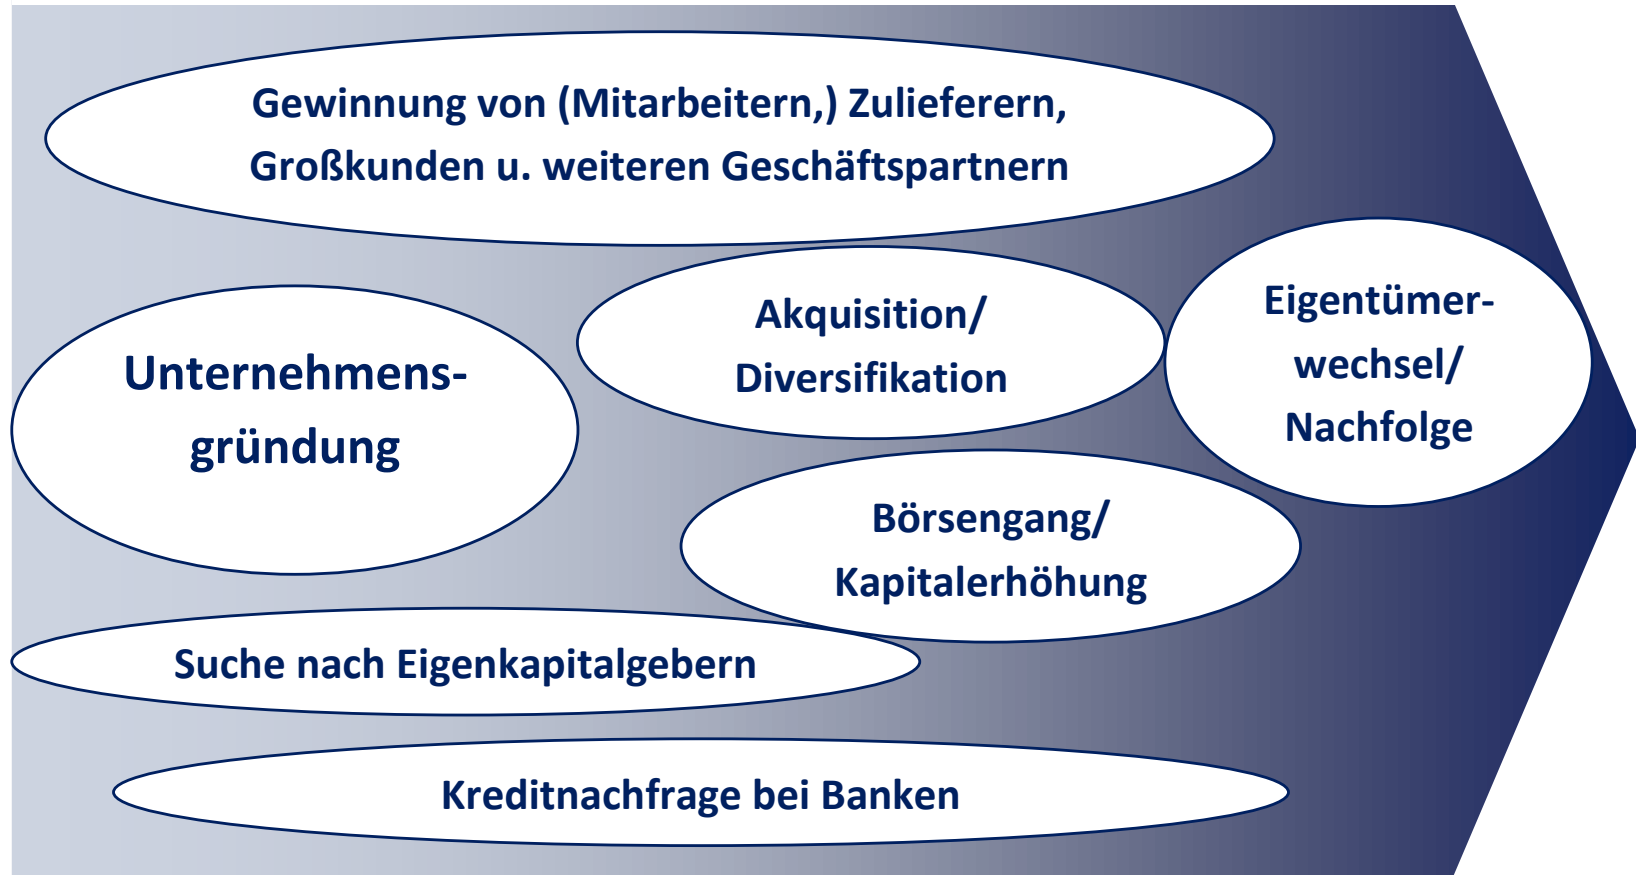 Gewinnung von (Mitarbeitern,) Zulieferern,
Großkunden u. weiteren Geschäftspartnern
Unternehmens-
gründung
Akquisition/
Diversifikation
Eigentümer-
wechsel/
Nachfolge
Börsengang/
Kapitalerhöhung
Suche nach Eigenkapitalgebern
Kreditnachfrage bei Banken